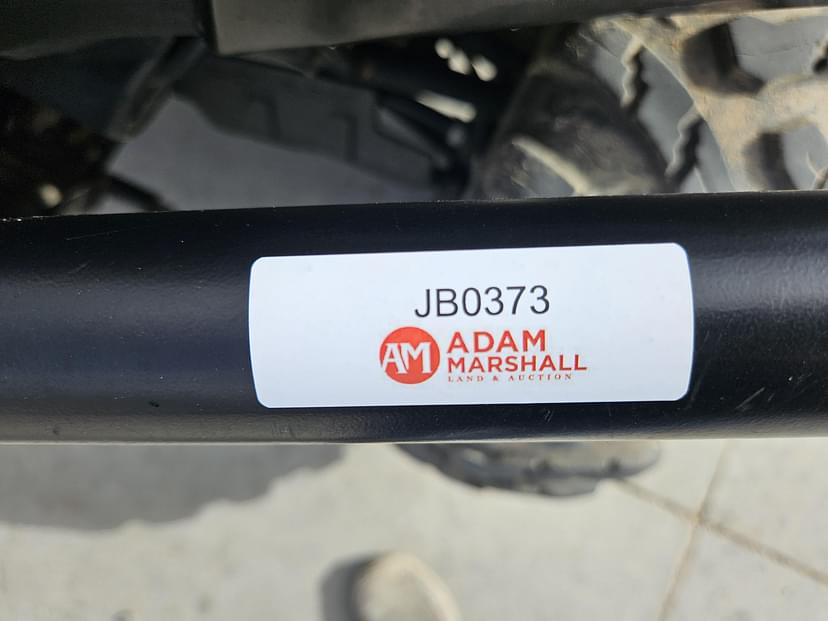 JB0373
AM
ADAM
MARSHALL
LAND & AUCTION